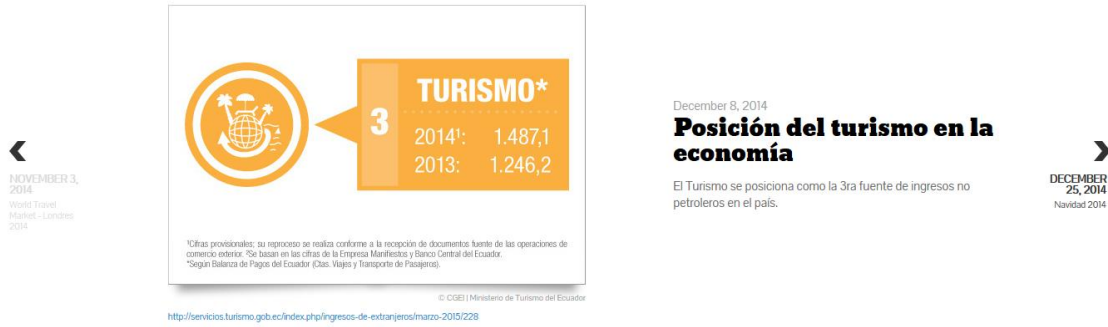 TURISMO*
3
2014¹: 1.487,1
2013: 1.246,2
¹Cifras provisionales; su reproceso se realiza conforme a la recepción de documentos fuente de las operaciones de
comercio exterior. ²Se basan en las cifras de la Empresa Manifiestos y Banco Central del Ecuador.
*Según Balanza de Pagos del Ecuador (Ctas. Viajes y Transporte de Pasajeros).
© CGEI | Ministerio de Turismo del Ecuador
http://servicios.turismo.gob.ec/index.php/ingresos-de-extranjeros/marzo-2015/228
December 8, 2014
Posición del turismo en la
economía
El Turismo se posiciona como la 3ra fuente de ingresos no
petroleros en el país.
NOVEMBER 3,
2014
World Travel
Market - Londres
2014
DECEMBER
25, 2014
Navidad 2014